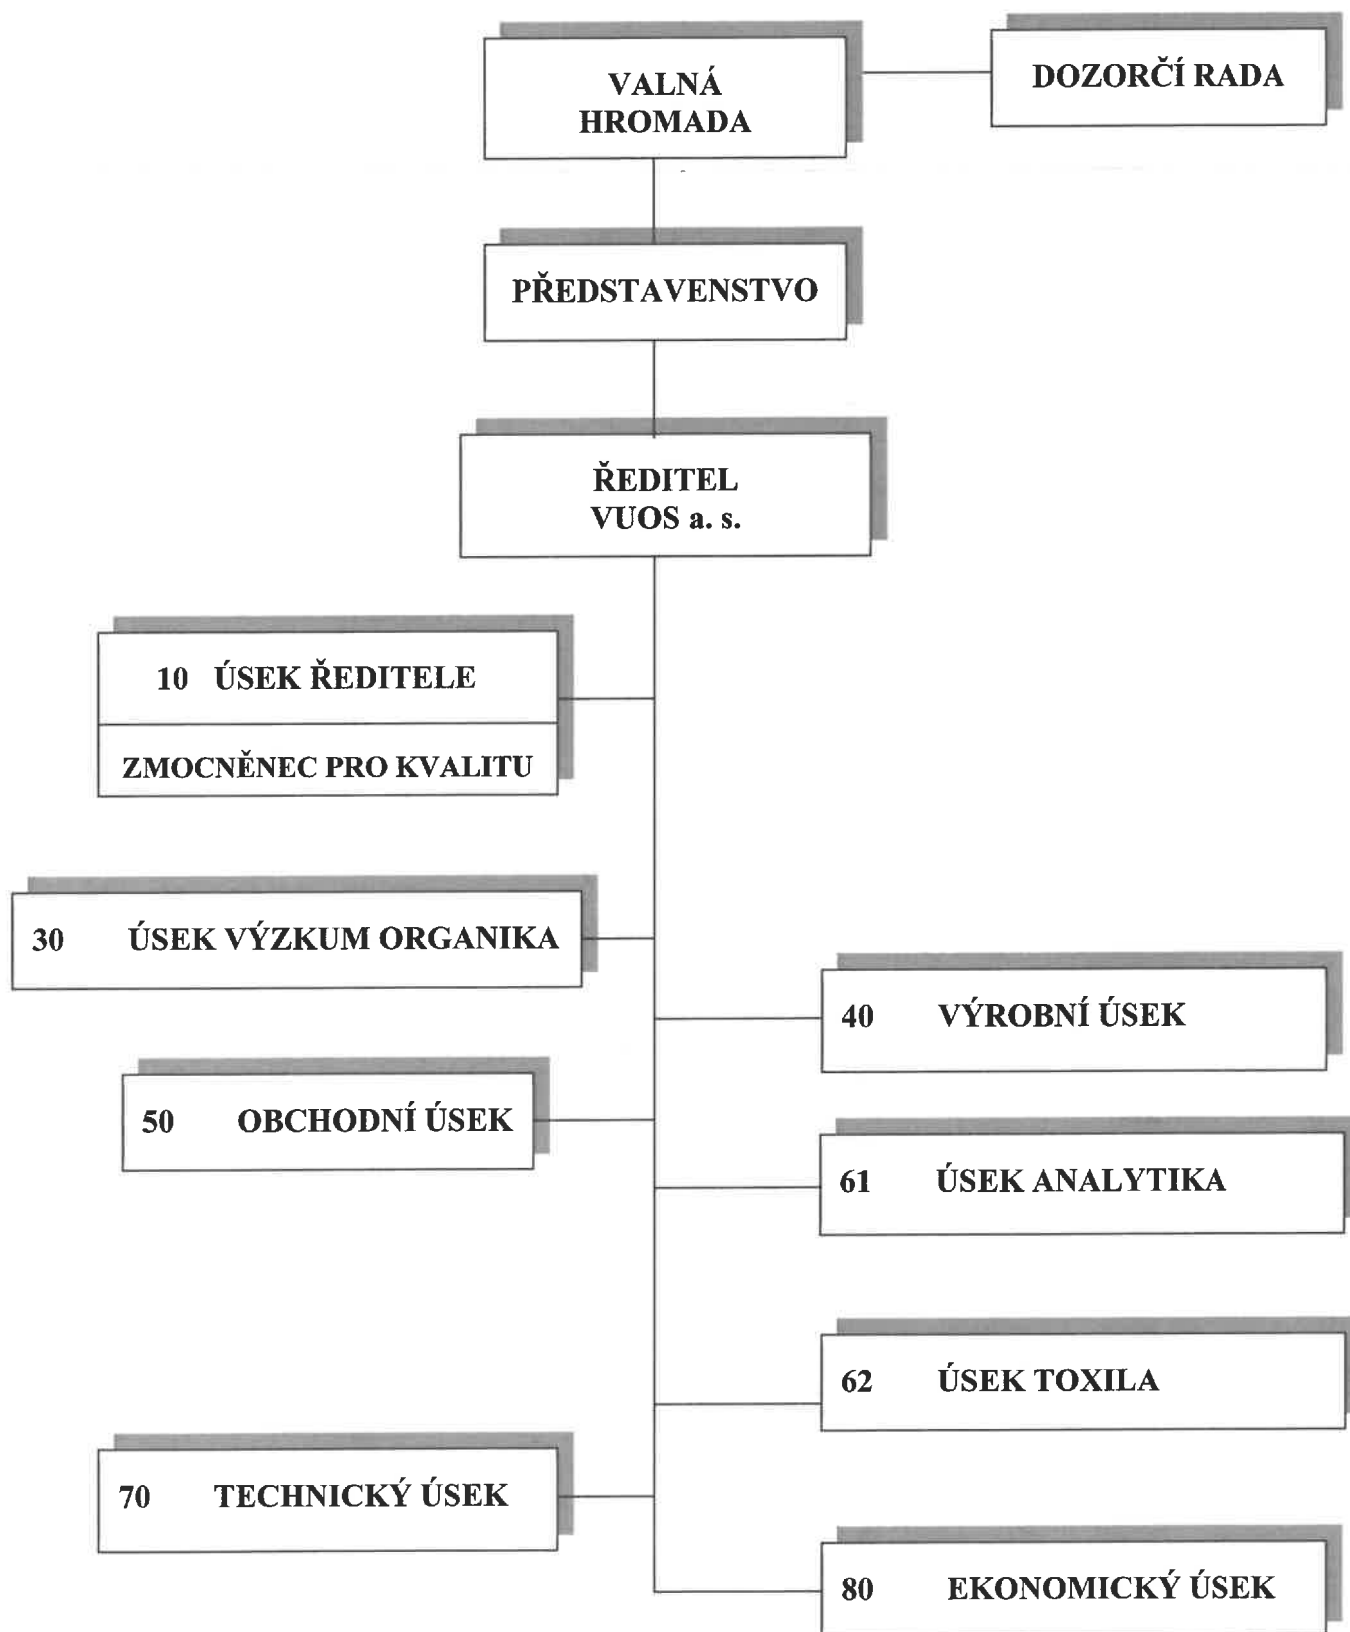 VALNÁ
HROMADA
DOZORČÍ RADA
PŘEDSTAVENSTVO
ŘEDITEL
VUOS a. s.
10 ÚSEK ŘEDITELE
ZMOCNĚNEC PRO KVALITU
30 ÚSEK VÝZKUM ORGANIKA
40 VÝROBNÍ ÚSEK
50 OBCHODNÍ ÚSEK
61 ÚSEK ANALYTIKA
62 ÚSEK TOXILA
70 TECHNICKÝ ÚSEK
80 EKONOMICKÝ ÚSEK